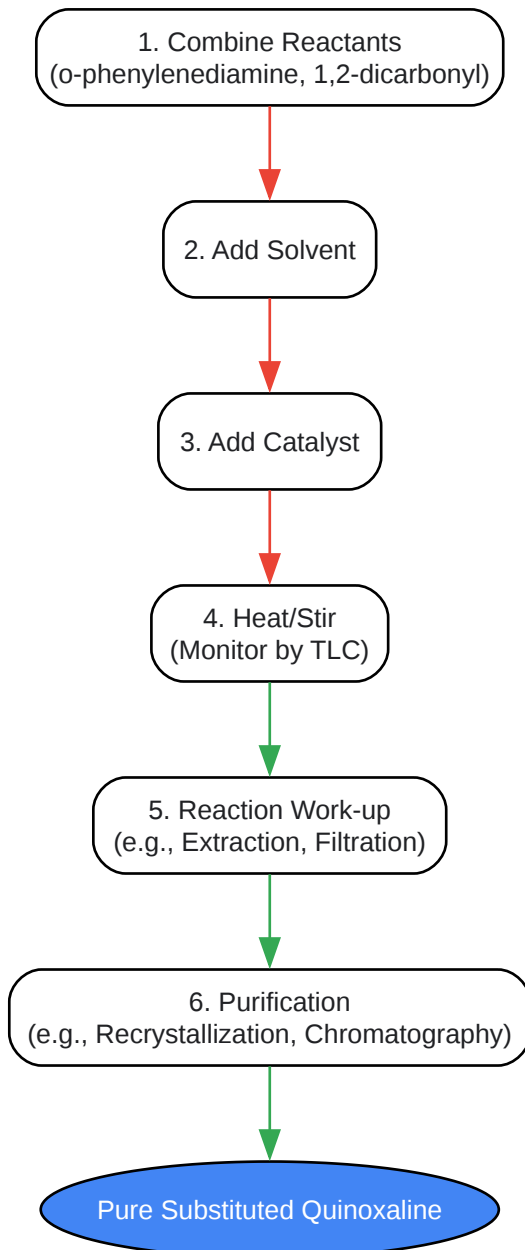 1. Combine Reactants
(o-phenylenediamine, 1,2-dicarbonyl)
2. Add Solvent
3. Add Catalyst
4. Heat/Stir
(Monitor by TLC)
5. Reaction Work-up
(e.g., Extraction, Filtration)
6. Purification
(e.g., Recrystallization, Chromatography)
Pure Substituted Quinoxaline